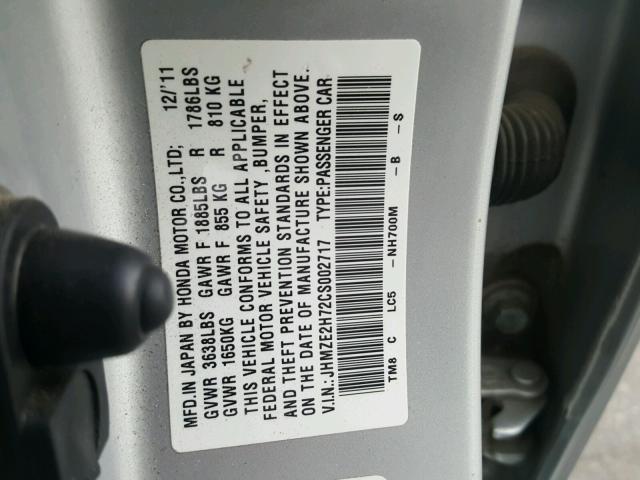 MFD.IN JAPAN BY HONDA MOTOR CO.,LTD; 12/'11
GVWR 3638LBS GAWR F 1885LBS R 1786LBS
GVWR 1650KG GAWR F 855 KG R 810 KG
THIS VEHICLE CONFORMS TO ALL APPLICABLE
FEDERAL MOTOR VEHICLE SAFETY ,BUMPER,
AND THEFT PREVENTION STANDARDS IN EFFECT
ON THE DATE OF MANUFACTURE SHOWN ABOVE.
V.I.N.: JHMZE2H72CS002717 TYPE:PASSENGER CAR
TM8 C LC5 -NH700M -B -S